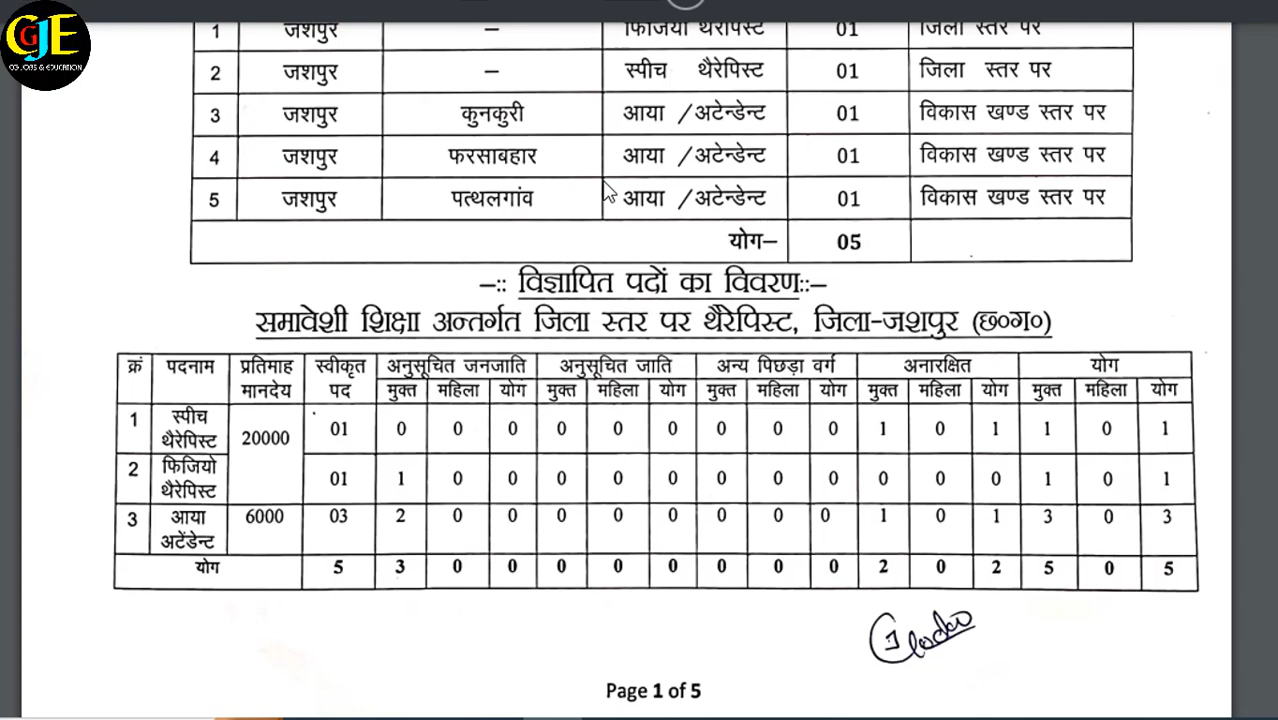 CGJE
CG JOBS & EDUCATION
1 जशपुर – फिजियो थैरेपिस्ट 01 जिला स्तर पर
2 जशपुर – स्पीच थैरेपिस्ट 01 जिला स्तर पर
3 जशपुर कुनकुरी आया /अटेन्डेन्ट 01 विकास खण्ड स्तर पर
4 जशपुर फरसाबहार आया /अटेन्डेन्ट 01 विकास खण्ड स्तर पर
5 जशपुर पत्थलगांव आया /अटेन्डेन्ट 01 विकास खण्ड स्तर पर
योग– 05
–:: विज्ञापित पदों का विवरण::–
समावेशी शिक्षा अन्तर्गत जिला स्तर पर थैरेपिस्ट, जिला-जशपुर (छ०ग०)
क्रं पदनाम प्रतिमाह मानदेय स्वीकृत पद अनुसूचित जनजाति अनुसूचित जाति अन्य पिछड़ा वर्ग अनारक्षित योग
मुक्त महिला योग मुक्त महिला योग मुक्त महिला योग मुक्त महिला योग मुक्त महिला योग
1 स्पीच थैरेपिस्ट 20000 01 0 0 0 0 0 0 0 0 0 1 0 1 1 0 1
2 फिजियो थैरेपिस्ट 01 1 0 0 0 0 0 0 0 0 0 0 0 1 0 1
3 आया अटेंडेन्ट 6000 03 2 0 0 0 0 0 0 0 0 1 0 1 3 0 3
योग 5 3 0 0 0 0 0 0 0 0 2 0 2 5 0 5
Page 1 of 5